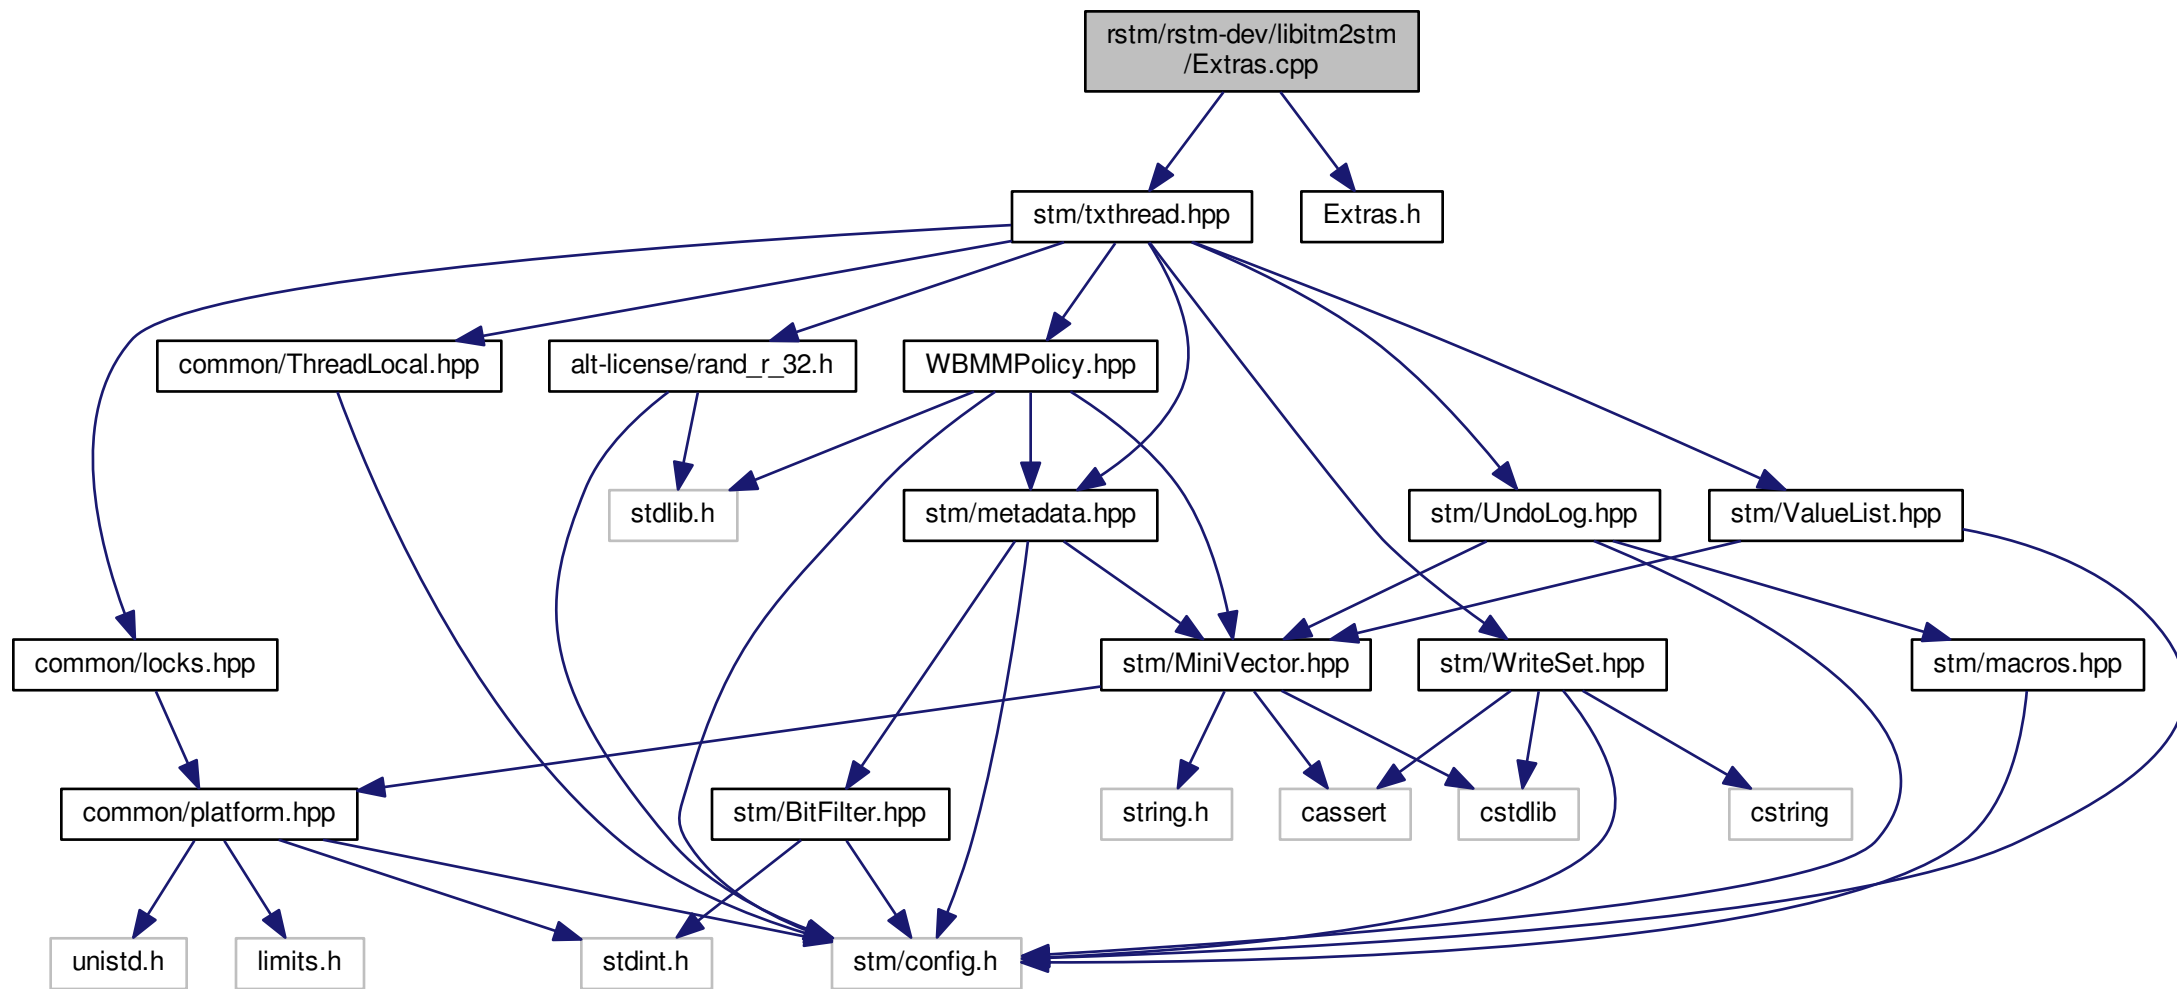 rstm/rstm-dev/libitm2stm
/Extras.cpp
stm/txthread.hpp
Extras.h
common/ThreadLocal.hpp
alt-license/rand_r_32.h
WBMMPolicy.hpp
stdlib.h
stm/metadata.hpp
stm/UndoLog.hpp
stm/ValueList.hpp
common/locks.hpp
stm/MiniVector.hpp
stm/WriteSet.hpp
stm/macros.hpp
common/platform.hpp
stm/BitFilter.hpp
string.h
cassert
cstdlib
cstring
unistd.h
limits.h
stdint.h
stm/config.h